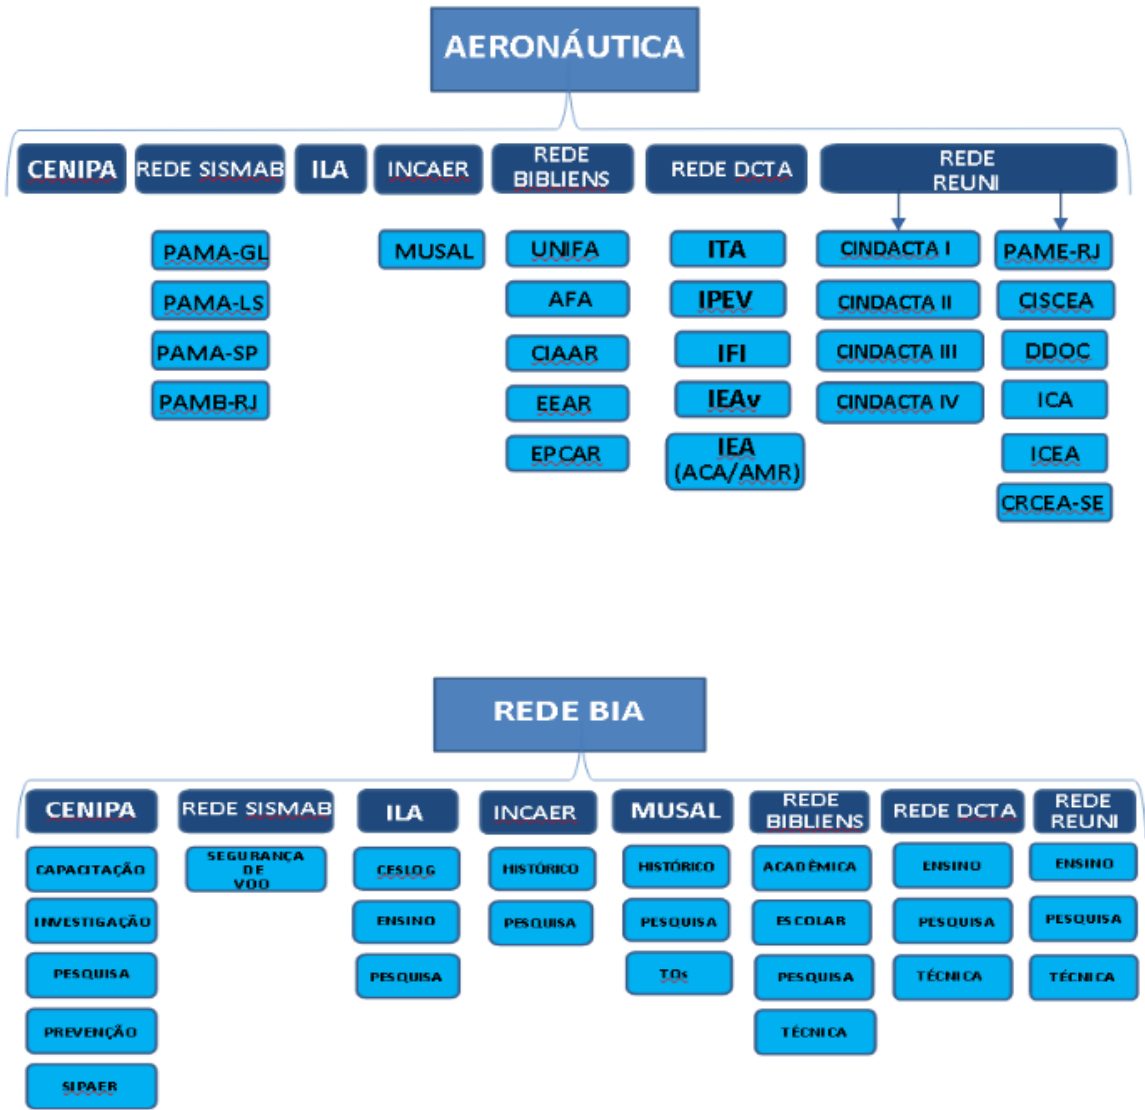 AERONÁUTICA
CENIPA
REDE SISMAB
ILA
INCAER
REDE
BIBLIENS
REDE DCTA
REDE
REUNI
PAMA-GL
PAMA-LS
PAMA-SP
PAMB-RJ
MUSAL
UNIFA
AFA
CIAAR
EEAR
EPCAR
ITA
IPEV
IFI
IEAv
IEA
(ACA/AMR)
CINDACTA I
CINDACTA II
CINDACTA III
CINDACTA IV
PAME-RJ
CISCEA
DDOC
ICA
ICEA
CRCEA-SE
REDE BIA
CENIPA
REDE SISMAB
ILA
INCAER
MUSAL
REDE
BIBLIENS
REDE DCTA
REDE
REUNI
CAPACITAÇÃO
INVESTIGAÇÃO
PESQUISA
PREVENÇÃO
SIPAER
SEGURANÇA
DE
VOO
CESLOG
ENSINO
PESQUISA
HISTÓRICO
PESQUISA
HISTÓRICO
PESQUISA
TOs
ACADÊMICA
ESCOLAR
PESQUISA
TÉCNICA
ENSINO
PESQUISA
TÉCNICA
ENSINO
PESQUISA
TÉCNICA